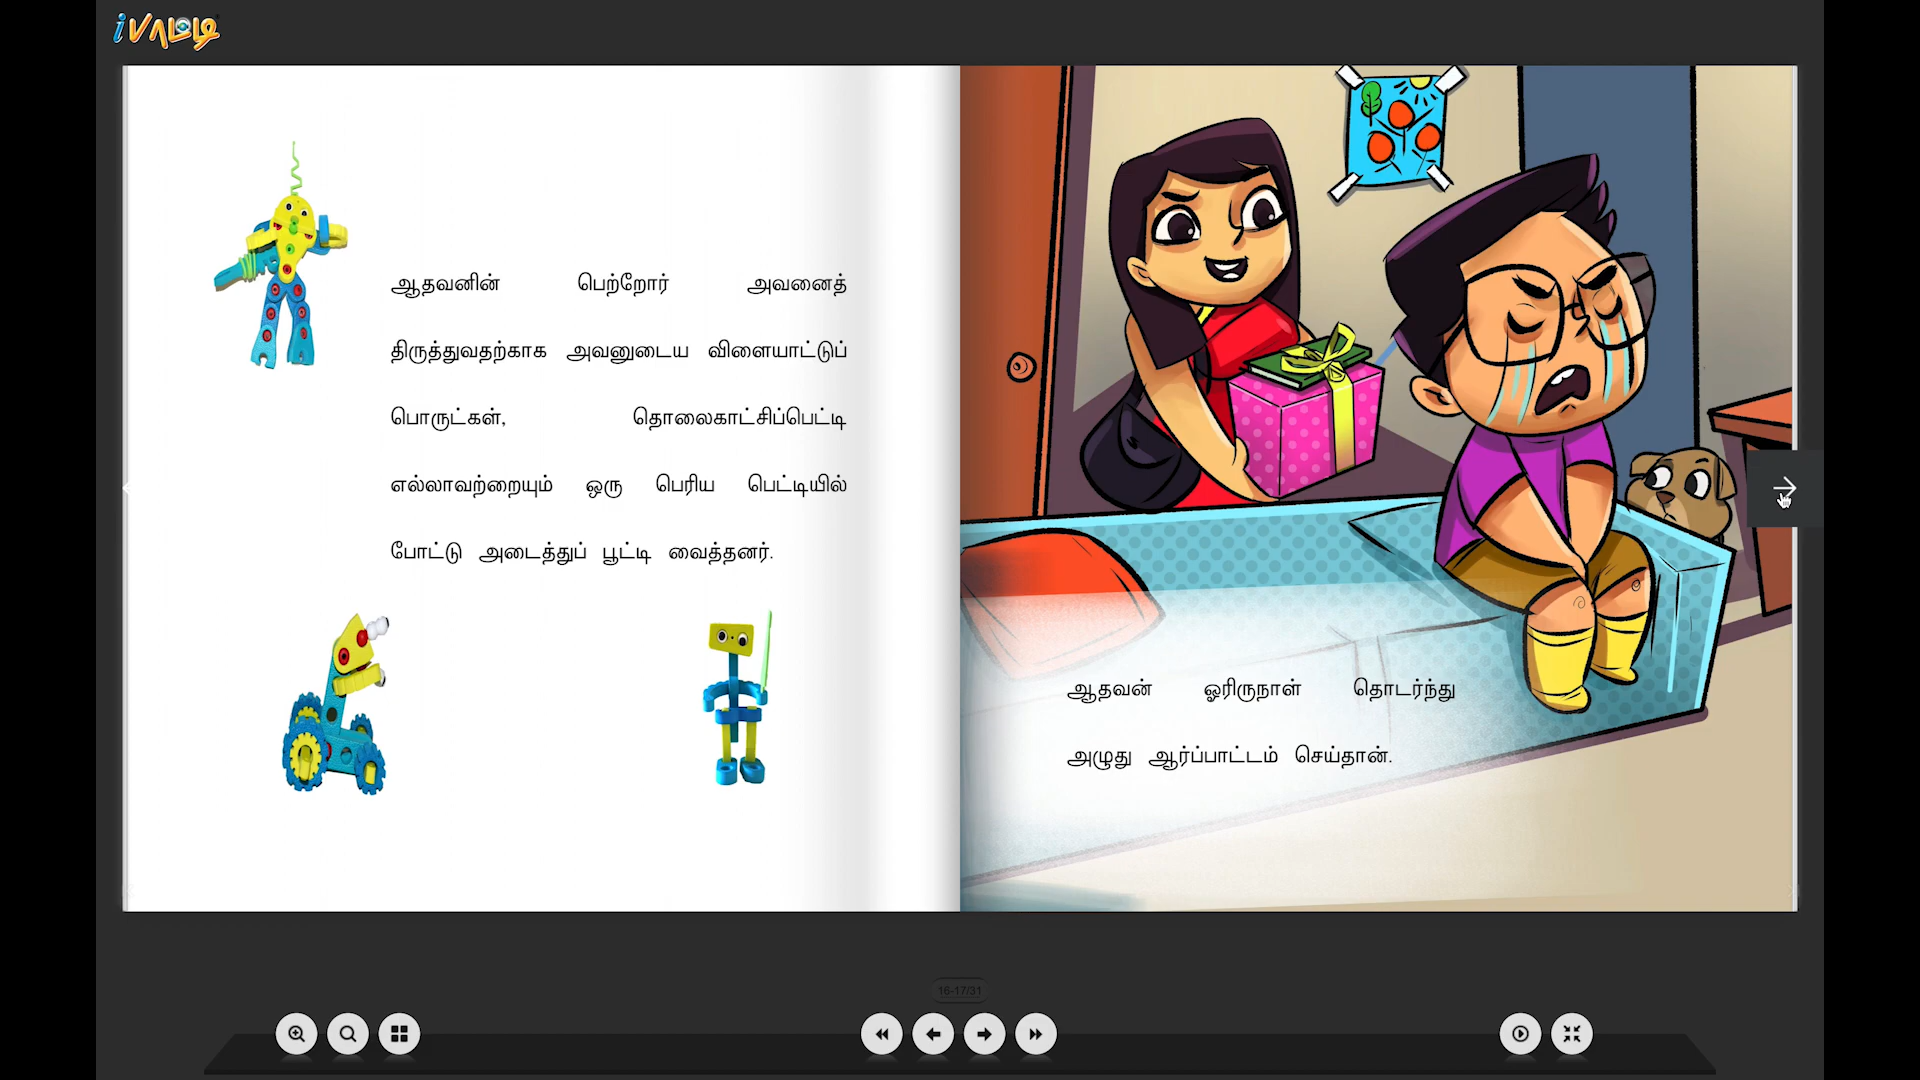 iபாட்டி
ஆதவனின் பெற்றோர் அவனைத்
திருத்துவதற்காக அவனுடைய விளையாட்டுப்
பொருட்கள், தொலைகாட்சிப்பெட்டி
எல்லாவற்றையும் ஒரு பெரிய பெட்டியில்
போட்டு அடைத்துப் பூட்டி வைத்தனர்.
ஆதவன் ஓரிருநாள் தொடர்ந்து
அழுது ஆர்ப்பாட்டம் செய்தான்.
16-17/31